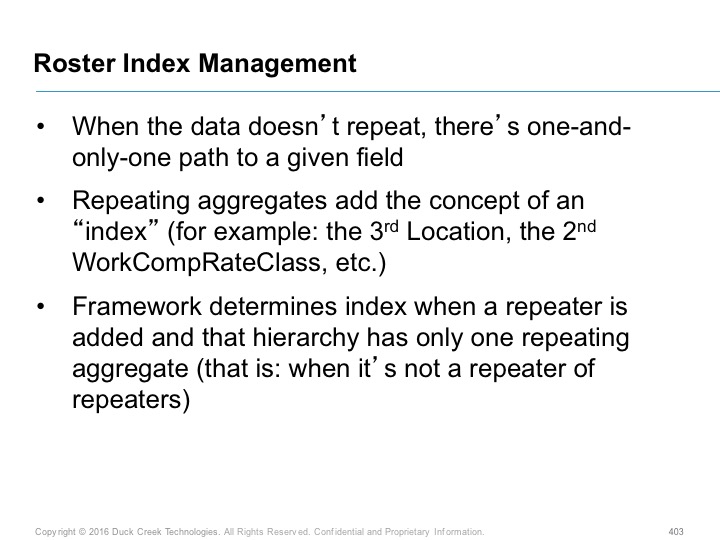 Roster Index Management
• When the data doesn’t repeat, there’s one-and-
only-one path to a given field
• Repeating aggregates add the concept of an
“index” (for example: the 3rd Location, the 2nd
WorkCompRateClass, etc.)
• Framework determines index when a repeater is
added and that hierarchy has only one repeating
aggregate (that is: when it’s not a repeater of
repeaters)
Copyright © 2016 Duck Creek Technologies. All Rights Reserved. Confidential and Proprietary Information. 403